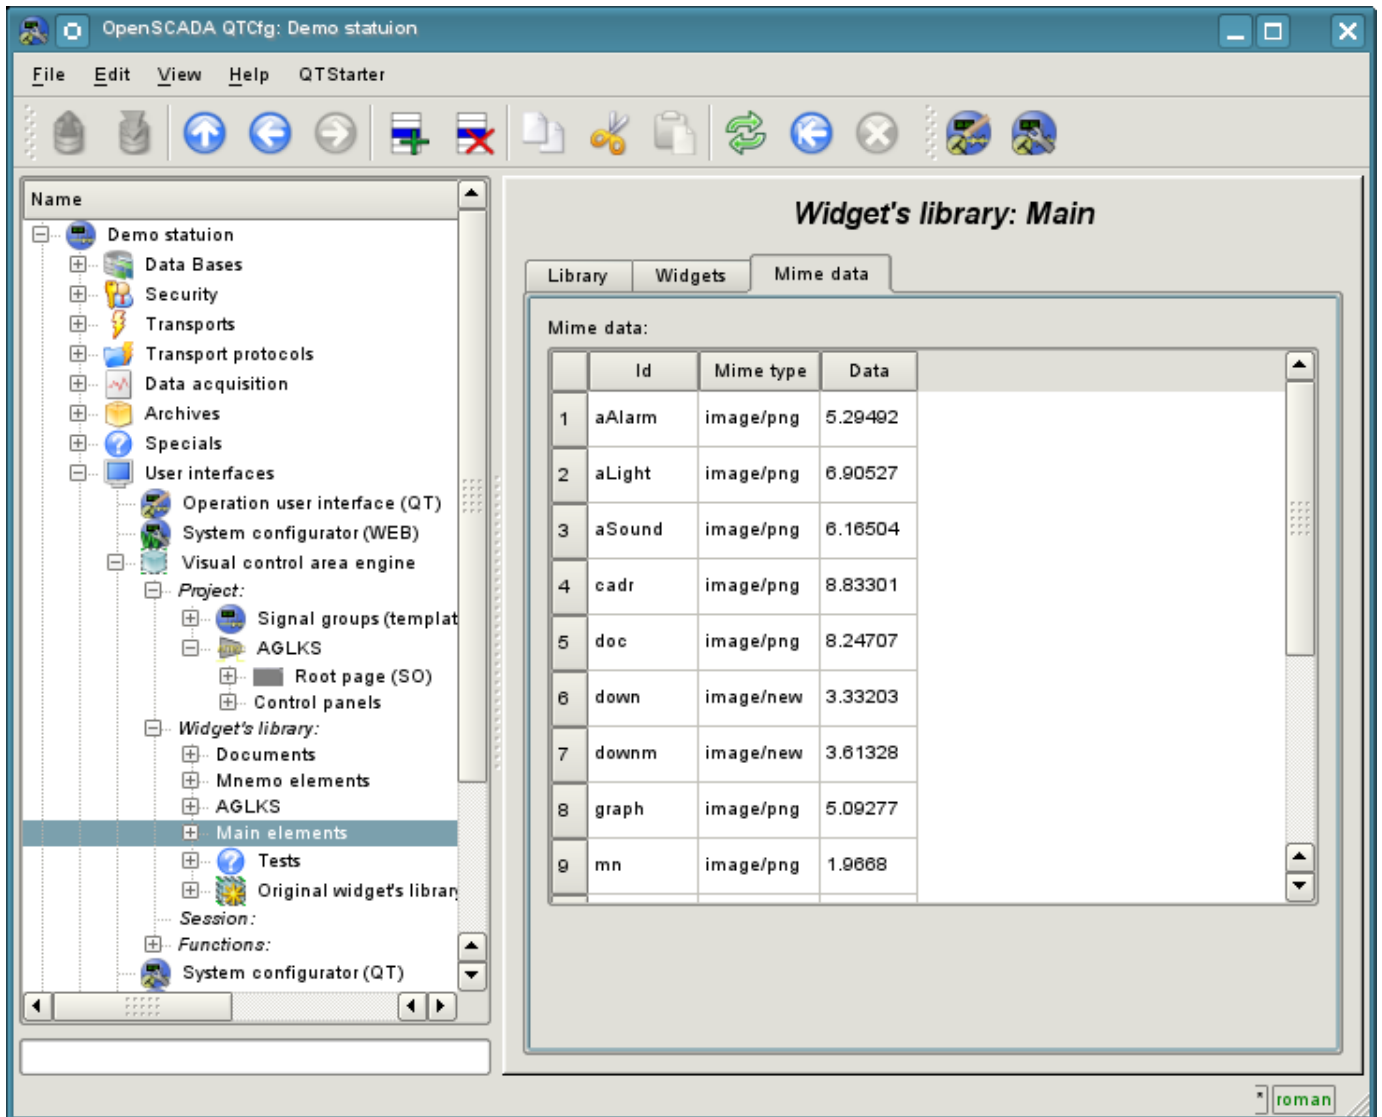 OpenSCADA QTCfg: Demo statuion
File Edit View Help QTStarter
Name
Demo statuion
Data Bases
Security
Transports
Transport protocols
Data acquisition
Archives
Specials
User interfaces
Operation user interface (QT)
System configurator (WEB)
Visual control area engine
Project:
Signal groups (templat
AGLKS
Root page (SO)
Control panels
Widget's library:
Documents
Mnemo elements
AGLKS
Main elements
Tests
Original widget's librar
Session:
Functions:
System configurator (QT)
Widget's library: Main
Library Widgets Mime data
Mime data:
Id Mime type Data
1 aAlarm image/png 5.29492
2 aLight image/png 6.90527
3 aSound image/png 6.16504
4 cadr image/png 8.83301
5 doc image/png 8.24707
6 down image/new 3.33203
7 downm image/new 3.61328
8 graph image/png 5.09277
9 mn image/png 1.9668
* roman